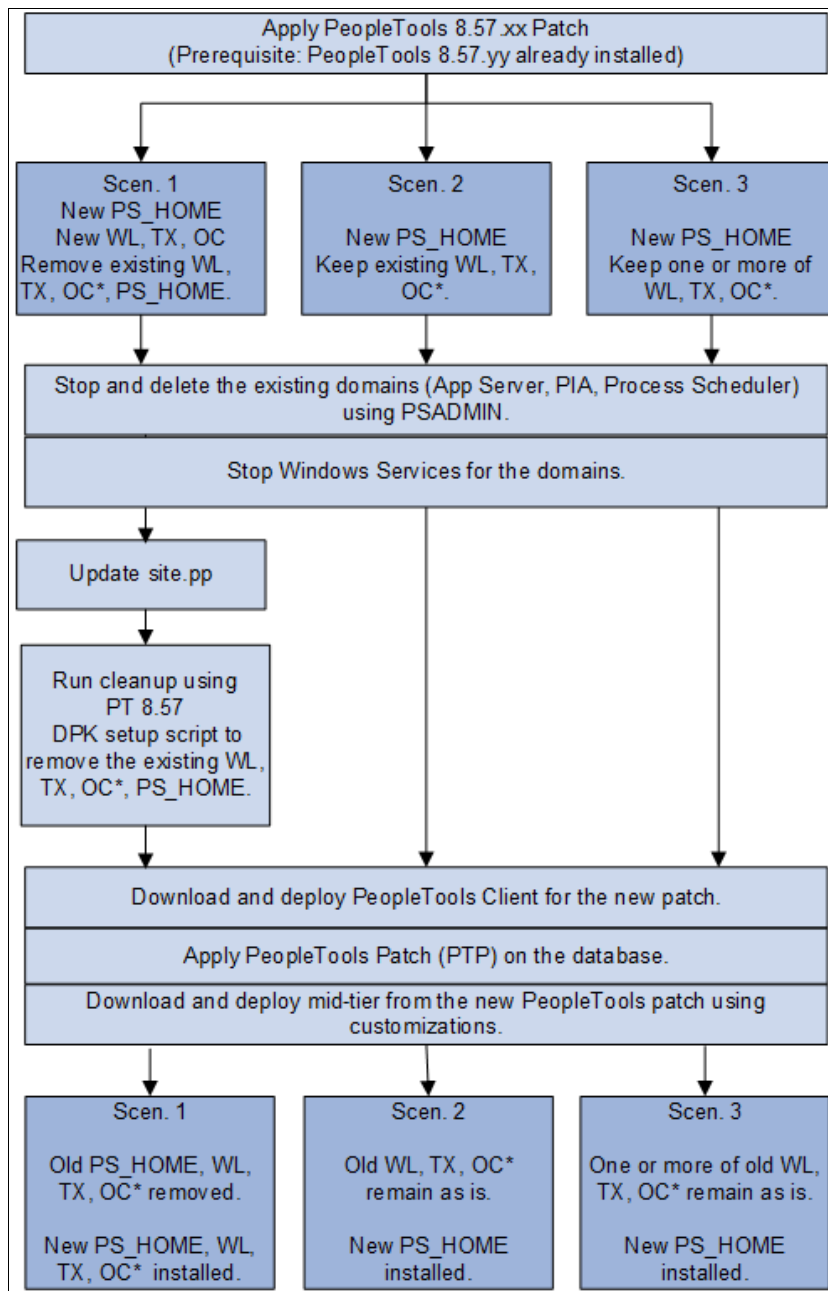 Apply PeopleTools 8.57.xx Patch
(Prerequisite: PeopleTools 8.57.yy already installed)
Scen. 1
New PS_HOME
New WL, TX, OC
Remove existing WL,
TX, OC*, PS_HOME.
Scen. 2
New PS_HOME
Keep existing WL, TX,
OC*.
Scen. 3
New PS_HOME
Keep one or more of
WL, TX, OC*.
Stop and delete the existing domains (App Server, PIA, Process Scheduler)
using PSADMIN.
Stop Windows Services for the domains.
Update site.pp
Run cleanup using
PT 8.57
DPK setup script to
remove the existing WL,
TX, OC*, PS_HOME.
Download and deploy PeopleTools Client for the new patch.
Apply PeopleTools Patch (PTP) on the database.
Download and deploy mid-tier from the new PeopleTools patch using
customizations.
Scen. 1
Old PS_HOME, WL,
TX, OC* removed.
New PS_HOME, WL,
TX, OC* installed.
Scen. 2
Old WL, TX, OC*
remain as is.
New PS_HOME
installed.
Scen. 3
One or more of old WL,
TX, OC* remain as is.
New PS_HOME
installed.